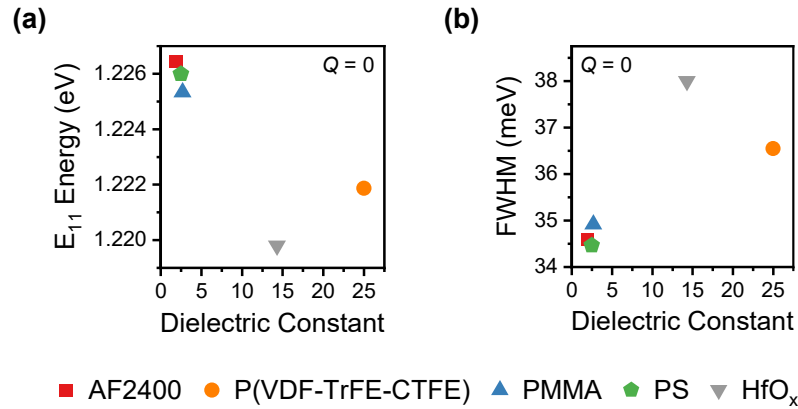 (a)
Q = 0
1.226
1.224
1.222
1.220
E₁₁ Energy (eV)
0 5 10 15 20 25
Dielectric Constant
(b)
Q = 0
38
37
36
35
34
FWHM (meV)
0 5 10 15 20 25
Dielectric Constant
AF2400 P(VDF-TrFE-CTFE) PMMA PS HfOₓ